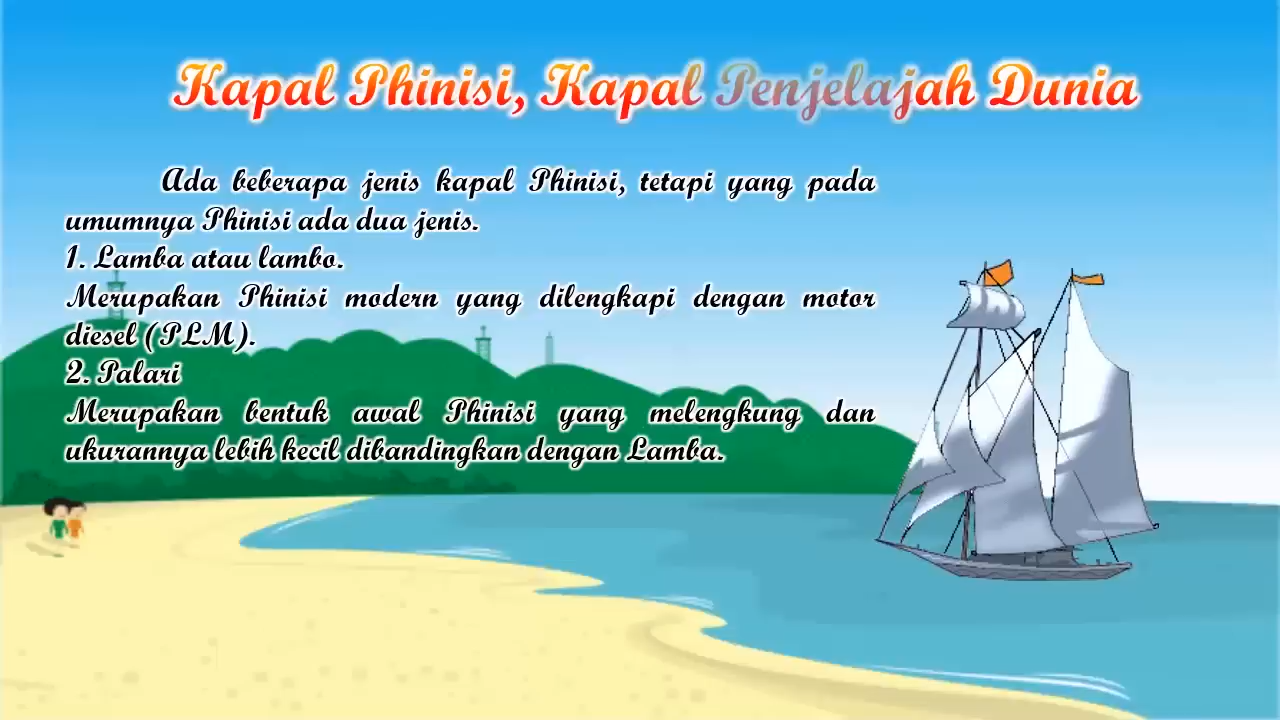 Kapal Phinisi, Kapal Penjelajah Dunia
Ada beberapa jenis kapal Phinisi, tetapi yang pada
umumnya Phinisi ada dua jenis.
1. Lamba atau lambo.
Merupakan Phinisi modern yang dilengkapi dengan motor
diesel (PLM).
2. Palari
Merupakan bentuk awal Phinisi yang melengkung dan
ukurannya lebih kecil dibandingkan dengan Lamba.